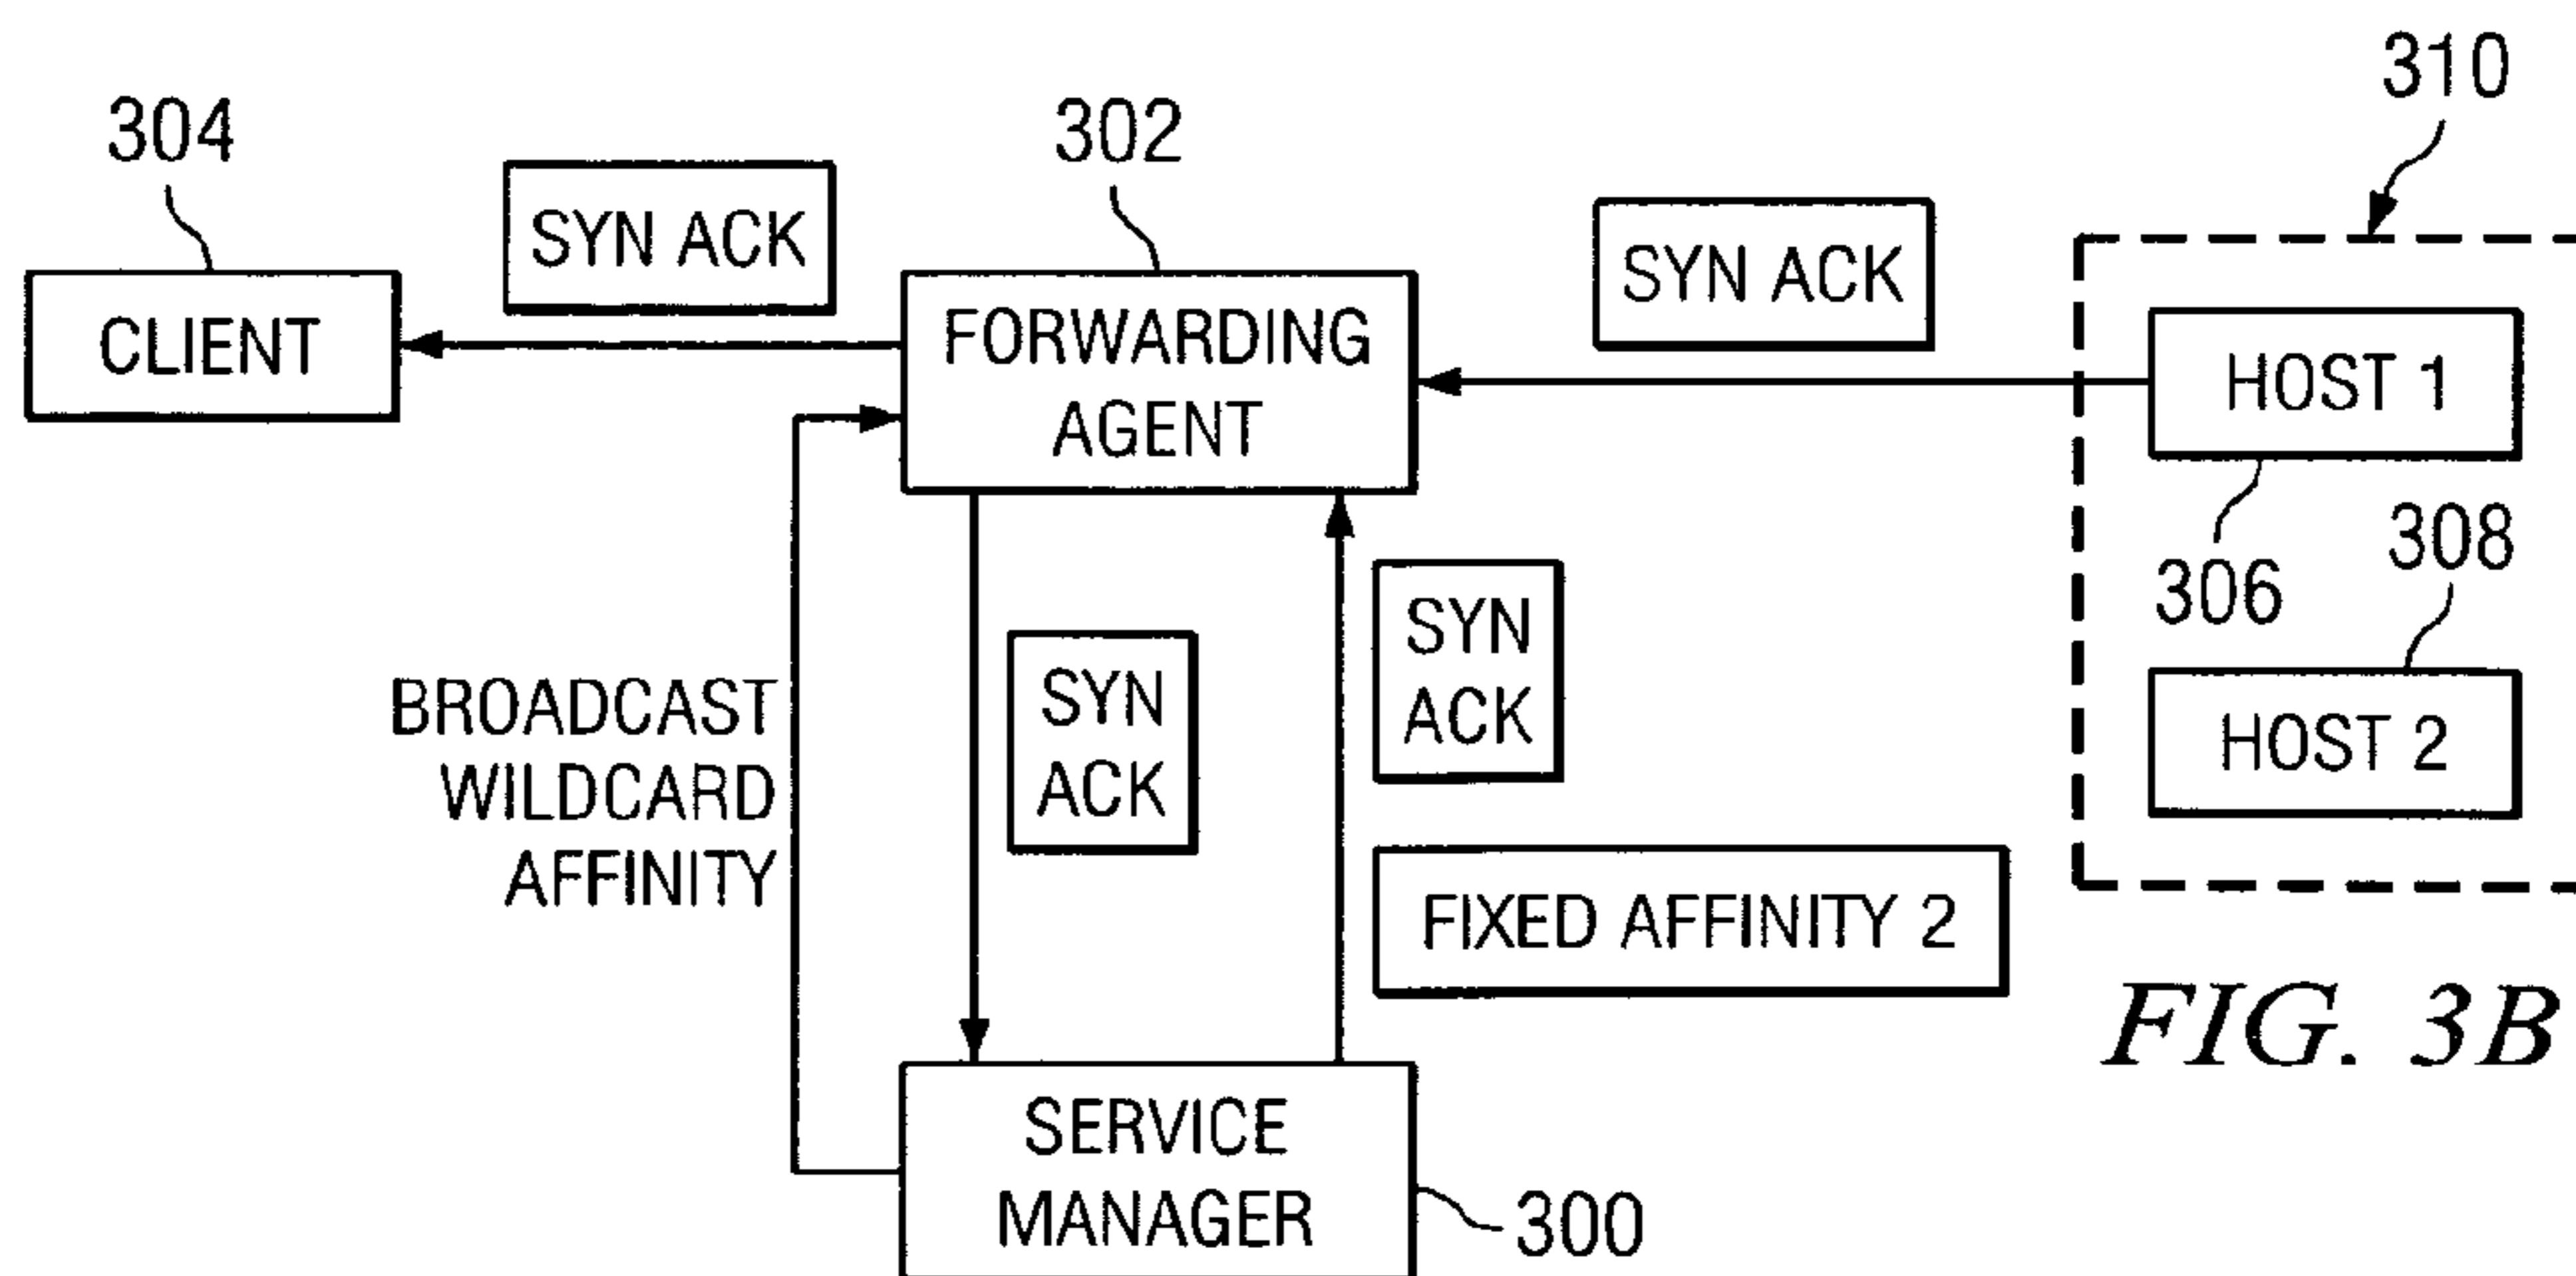 310
304
302
SYN ACK
SYN ACK
CLIENT
FORWARDING
AGENT
HOST 1
306
308
HOST 2
BROADCAST
WILDCARD
AFFINITY
SYN
ACK
SYN
ACK
FIXED AFFINITY 2
FIG. 3B
SERVICE
MANAGER
300